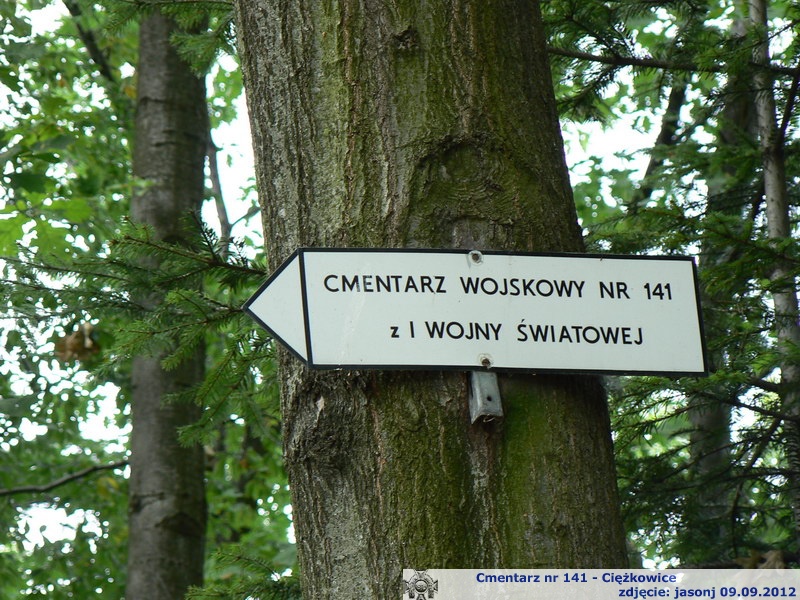 CMENTARZ WOJSKOWY NR 141
z I WOJNY ŚWIATOWEJ
Cmentarz nr 141 - Ciężkowice
zdjęcie: jasonj 09.09.2012